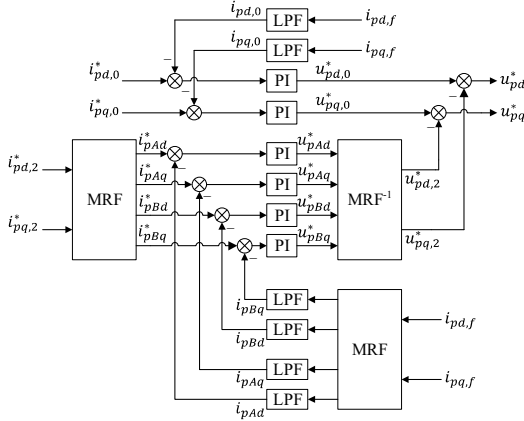 i_{pd,0} LPF i_{pd,f}
i_{pq,0} LPF i_{pq,f}
−
i^*_{pd,0} − PI u^*_{pd,0} − u^*_{pd}
i^*_{pq,0} PI u^*_{pq,0} − u^*_{pq}
i^*_{pAd} PI u^*_{pAd}
i^*_{pd,2} − i^*_{pAq} PI u^*_{pAq} u^*_{pd,2}
MRF − MRF⁻¹
i^*_{pBd} PI u^*_{pBd}
i^*_{pq,2} − i^*_{pBq} PI u^*_{pBq} u^*_{pq,2}
−
LPF
i_{pBq}
LPF i_{pd,f}
i_{pBd} MRF
LPF
i_{pAq} i_{pq,f}
LPF
i_{pAd}